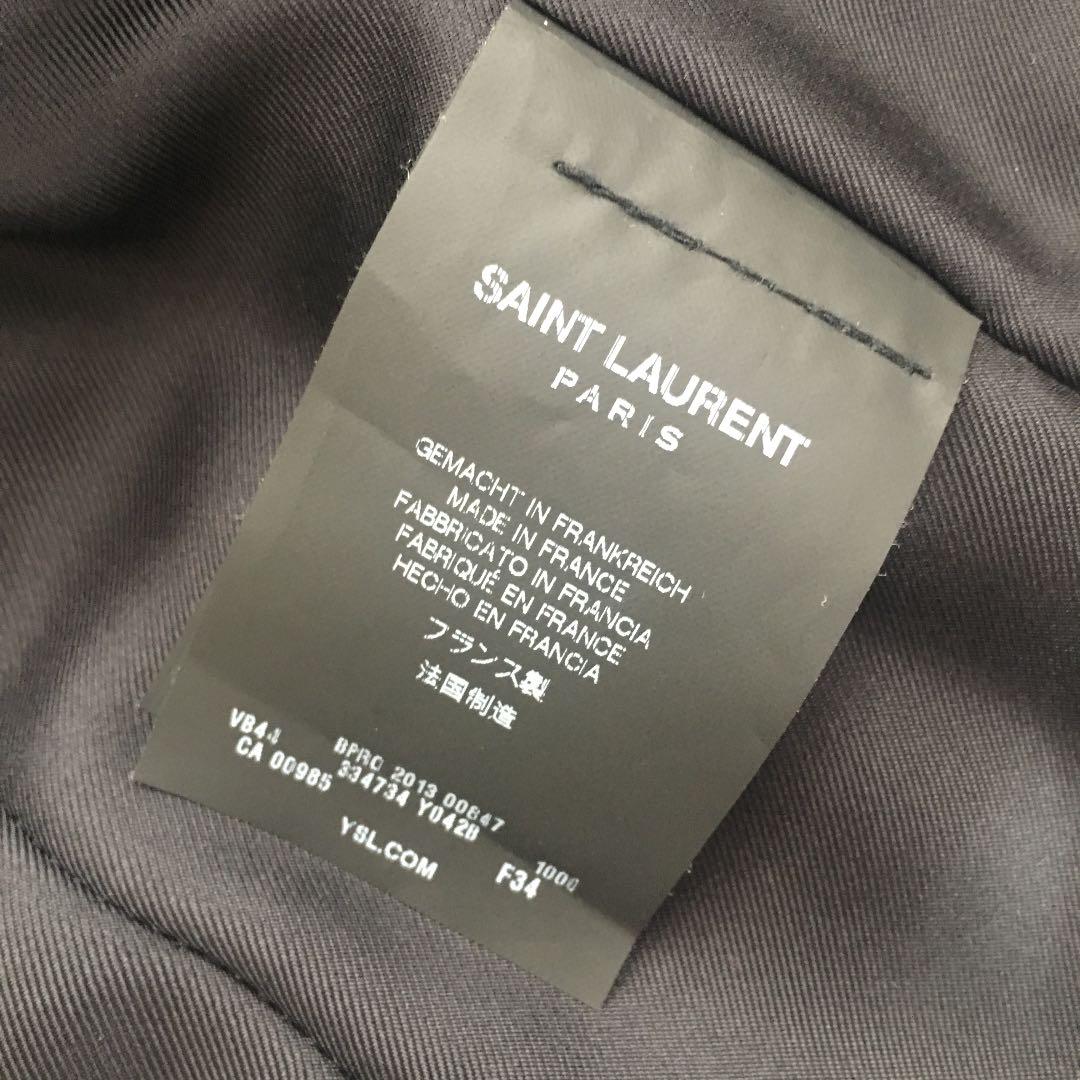 SAINT LAURENT
PARIS
GEMACHT IN FRANKREICH
MADE IN FRANCE
FABBRICATO IN FRANCIA
FABRIQUÉ EN FRANCE
HECHO EN FRANCIA
フランス製
法国制造
BPRO 2013 00847
CA 00985 334734 Y042B
1000
YSL.COM F34